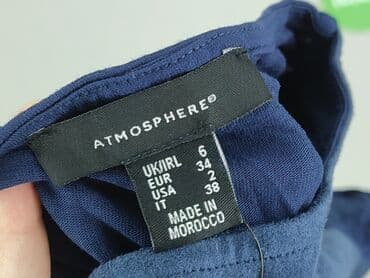 ATMOSPHERE®
UK/IRL 6
EUR 34
USA 2
IT 38
MADE IN
MOROCCO